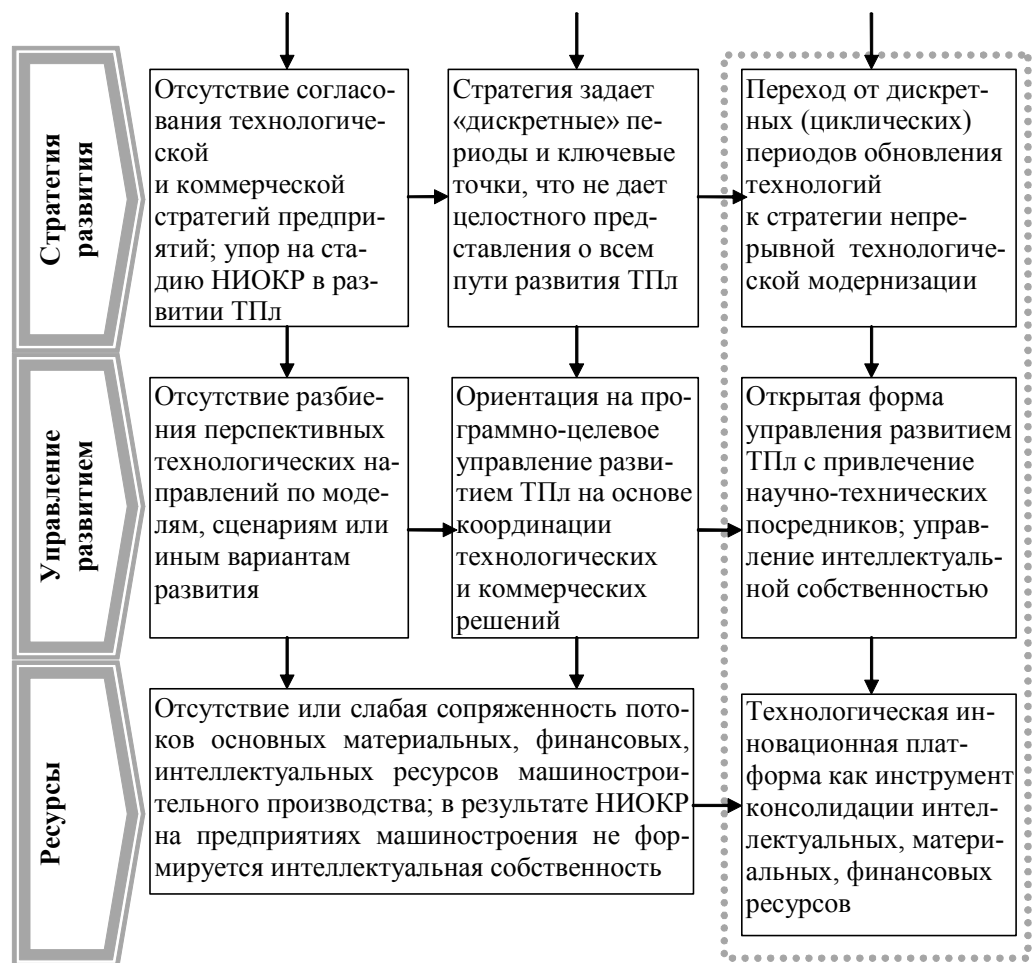 Стратегия
развития
Отсутствие согласо-
вания технологиче-
ской
и коммерческой
стратегий предпри-
ятий; упор на ста-
дию НИОКР в раз-
витии ТПл
Стратегия задает
«дискретные» пе-
риоды и ключевые
точки, что не дает
целостного пред-
ставления о всем
пути развития ТПл
Переход от дискрет-
ных (циклических)
периодов обновления
технологий
к стратегии непре-
рывной технологиче-
ской модернизации
Управление
развитием
Отсутствие разбие-
ния перспективных
технологических на-
правлений по моде-
лям, сценариям или
иным вариантам
развития
Ориентация на про-
граммно-целевое
управление разви-
тием ТПл на основе
координации
технологических
и коммерческих
решений
Открытая форма
управления развитием
ТПл с привлечение
научно-технических
посредников; управ-
ление интеллектуаль-
ной собственностью
Ресурсы
Отсутствие или слабая сопряженность пото-
ков основных материальных, финансовых,
интеллектуальных ресурсов машинострои-
тельного производства; в результате НИОКР
на предприятиях машиностроения не фор-
мируется интеллектуальная собственность
Технологическая ин-
новационная плат-
форма как инструмент
консолидации интел-
лектуальных, матери-
альных, финансовых
ресурсов